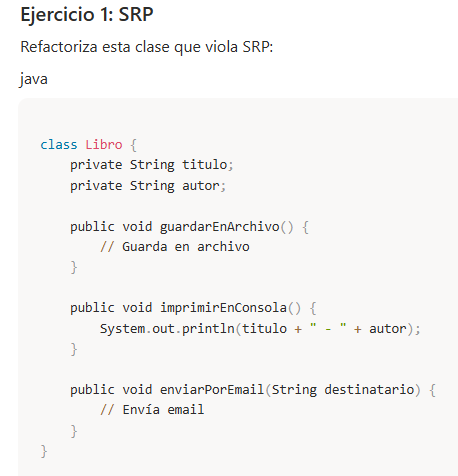 Ejercicio 1: SRP
Refactoriza esta clase que viola SRP:
java
class Libro {
    private String titulo;
    private String autor;

    public void guardarEnArchivo() {
        // Guarda en archivo
    }

    public void imprimirEnConsola() {
        System.out.println(titulo + " - " + autor);
    }

    public void enviarPorEmail(String destinatario) {
        // Envía email
    }
}